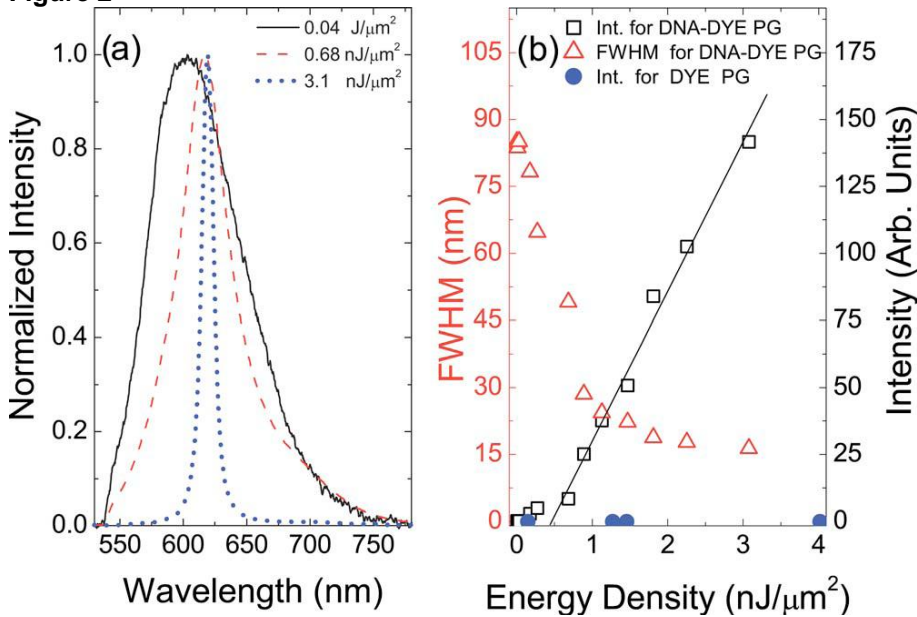 Figure 2
(a)
0.04 J/μm²
0.68 nJ/μm²
3.1 nJ/μm²
1.0
0.8
0.6
0.4
0.2
0.0
Normalized Intensity
550 600 650 700 750
Wavelength (nm)
(b)
Int. for DNA-DYE PG
FWHM for DNA-DYE PG
Int. for DYE PG
105
90
75
60
45
30
15
0
FWHM (nm)
175
150
125
100
75
50
25
0
Intensity (Arb. Units)
0 1 2 3 4
Energy Density (nJ/μm²)